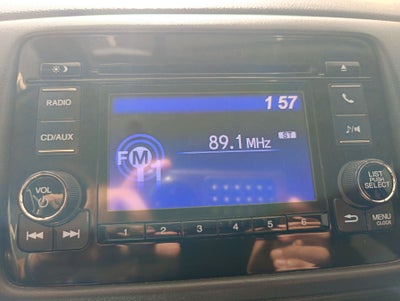 1 57
RADIO
CD/AUX
FM1
89.1 MHz
ST
VOL
LIST
PUSH
SELECT
1 2 3 4 5 6
MENU
CLOCK